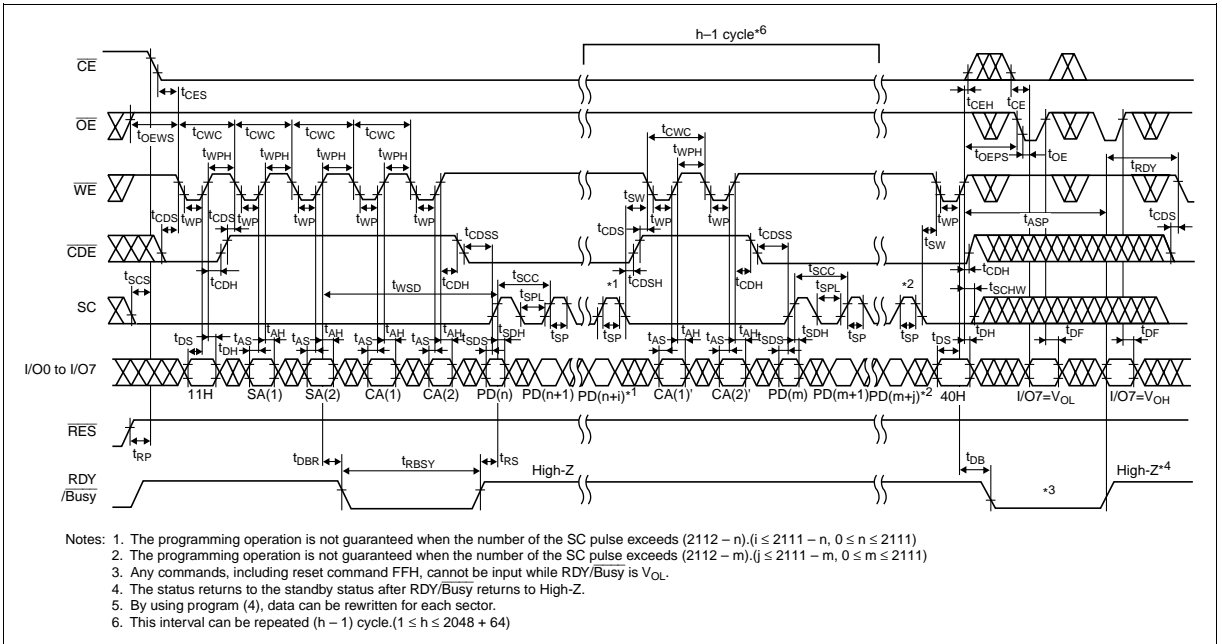 h–1 cycle*6
CE
tCES
tCEH tCE
OE
tOEWS tCWC tCWC tCWC tCWC tCWC tOEPS tOE
tWPH tWPH tWPH tWPH tWPH tRDY
WE
tCDS tCDS tWP tWP tWP tWP tWP tSW tWP tWP tWP tSW tASP tCDS
CDE
tCDSS tCDS tCDSS
tSCS tCDH tWSD tCDH tSCC tCDSH tCDH tSCC tCDH
tSPL *1 tSPL *2 tSCHW
SC
tDS tDH tAS tAH tAS tAH tAS tAH tAS tAH tSDS tSDH tSP tSP tAS tAH tAS tAH tSDS tSDH tSP tSP tDS tDH tDF tDF
I/O0 to I/O7
11H SA(1) SA(2) CA(1) CA(2) PD(n) PD(n+1) PD(n+i)*1 CA(1)' CA(2)' PD(m) PD(m+1) PD(m+j)*2 40H I/O7=VOL I/O7=VOH
RES
tRP tDBR tRBSY tRS tDB
RDY
/Busy
High-Z *3 High-Z*4
Notes: 1. The programming operation is not guaranteed when the number of the SC pulse exceeds (2112 – n).(i ≤ 2111 – n, 0 ≤ n ≤ 2111)
2. The programming operation is not guaranteed when the number of the SC pulse exceeds (2112 – m).(j ≤ 2111 – m, 0 ≤ m ≤ 2111)
3. Any commands, including reset command FFH, cannot be input while RDY/Busy is VOL.
4. The status returns to the standby status after RDY/Busy returns to High-Z.
5. By using program (4), data can be rewritten for each sector.
6. This interval can be repeated (h – 1) cycle.(1 ≤ h ≤ 2048 + 64)